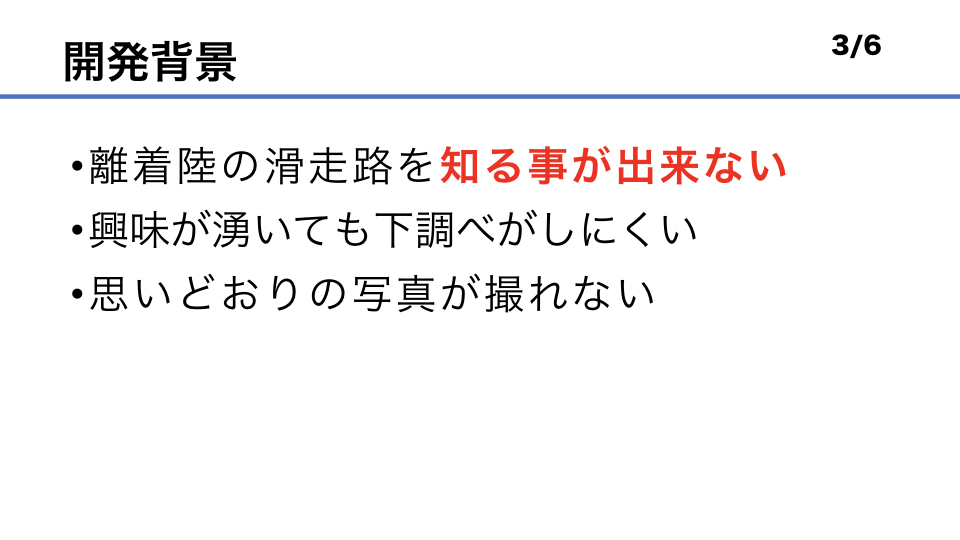 開発背景
3/6
•離着陸の滑走路を知る事が出来ない
•興味が湧いても下調べがしにくい
•思いどおりの写真が撮れない